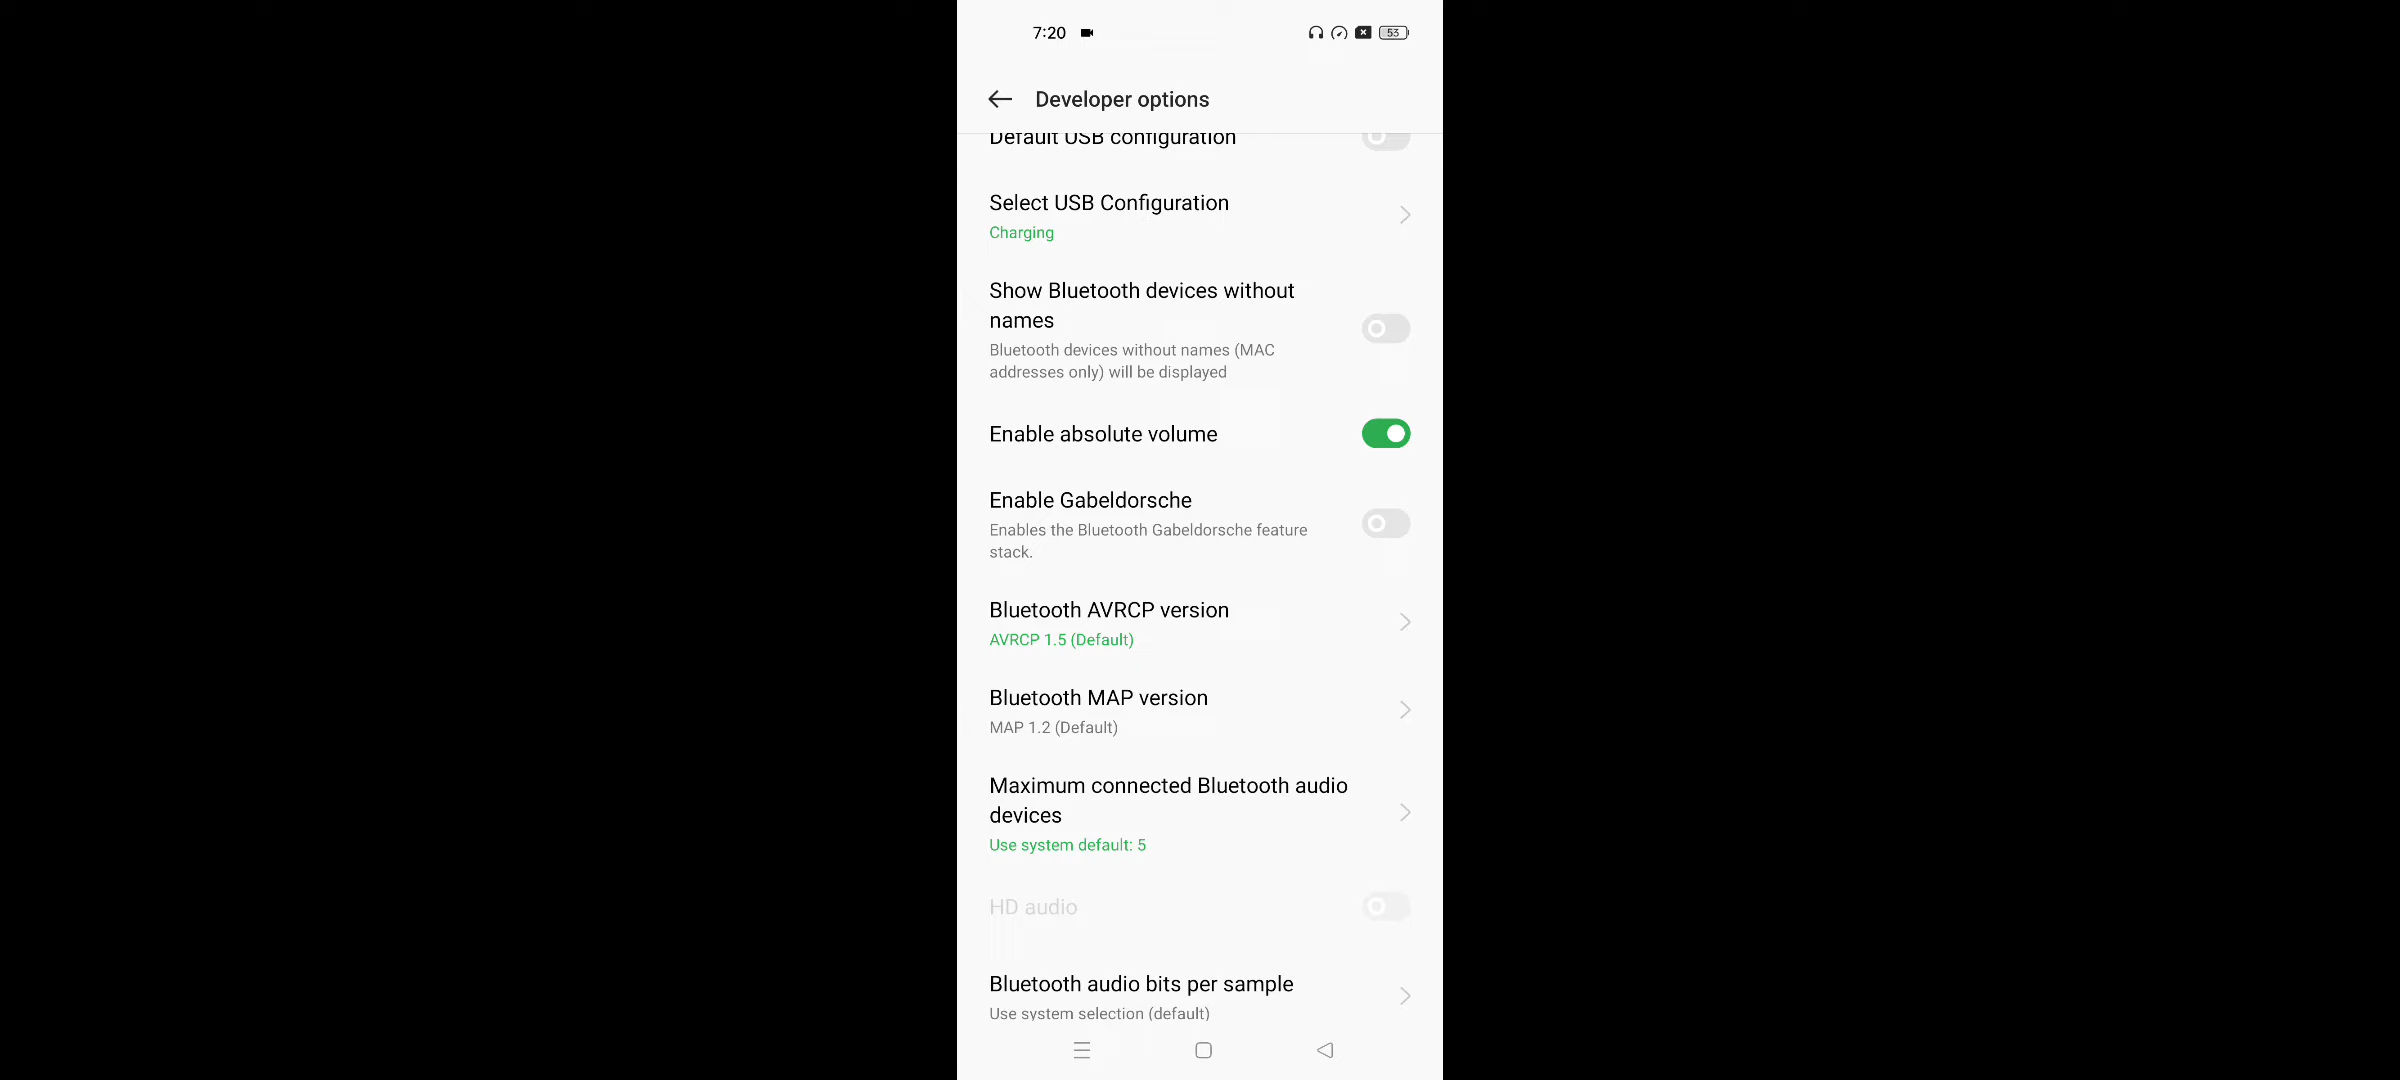 7:20
53
Developer options
Default USB configuration
Select USB Configuration
Charging
Show Bluetooth devices without
names
Bluetooth devices without names (MAC
addresses only) will be displayed
Enable absolute volume
Enable Gabeldorsche
Enables the Bluetooth Gabeldorsche feature
stack.
Bluetooth AVRCP version
AVRCP 1.5 (Default)
Bluetooth MAP version
MAP 1.2 (Default)
Maximum connected Bluetooth audio
devices
Use system default: 5
HD audio
Bluetooth audio bits per sample
Use system selection (default)